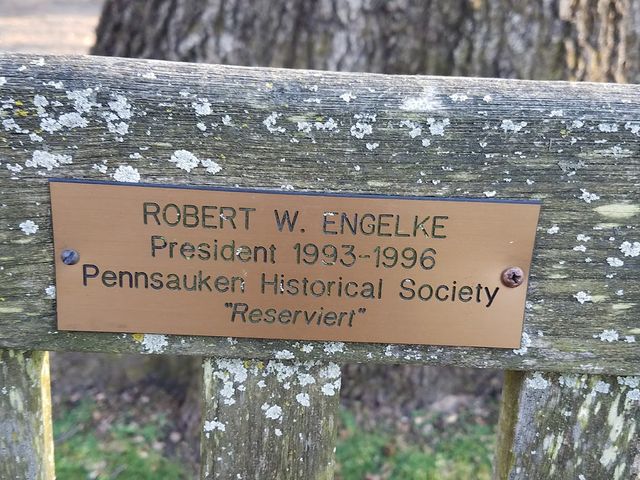 ROBERT W. ENGELKE
President 1993--1996
Pennsauken Historical Society
"Reserviert"